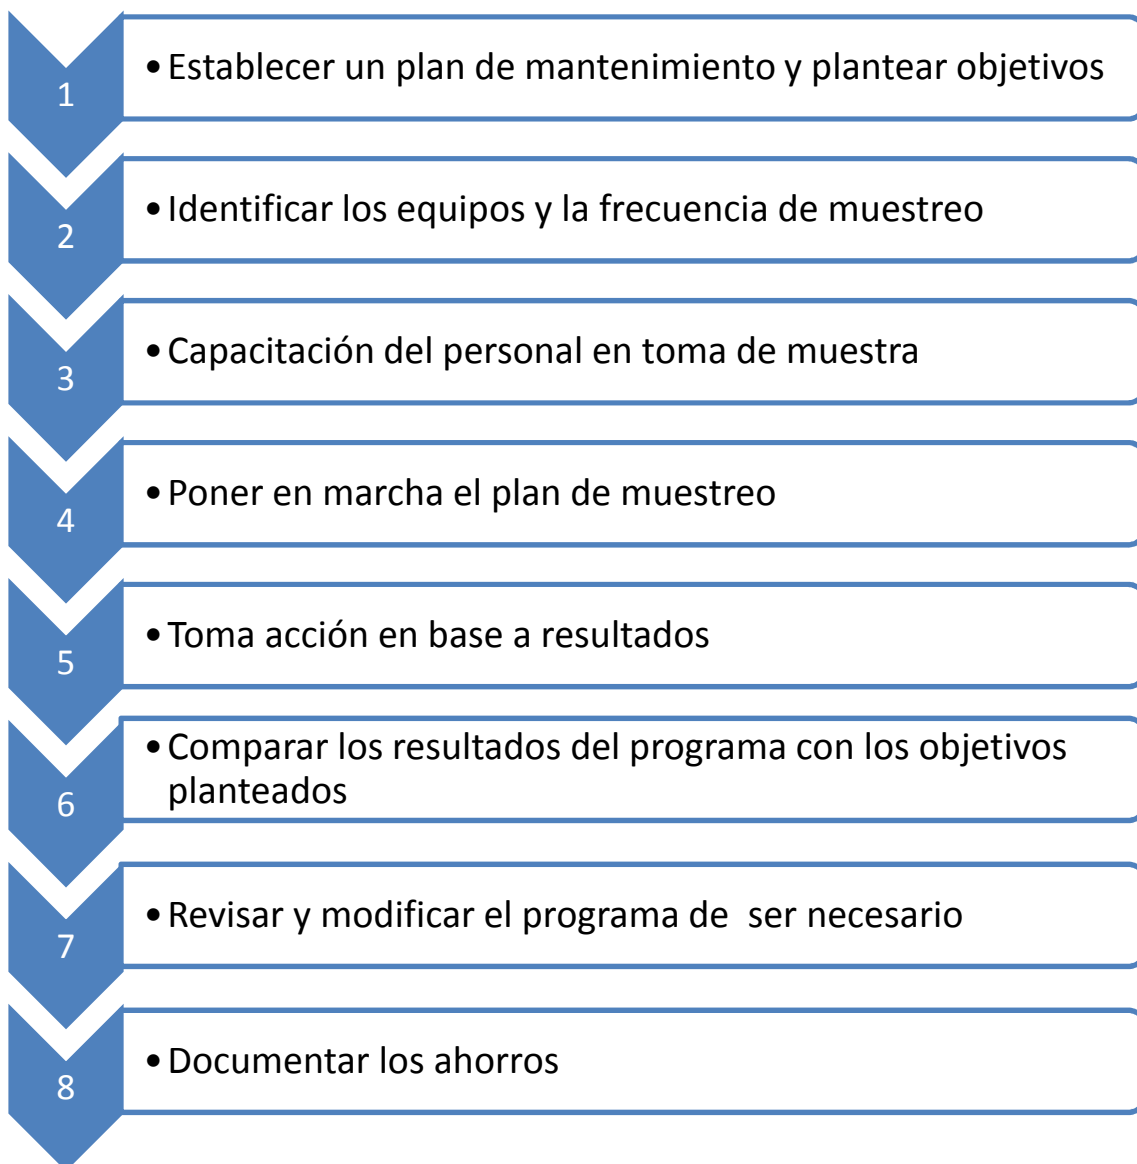 1
• Establecer un plan de mantenimiento y plantear objetivos
2
• Identificar los equipos y la frecuencia de muestreo
3
• Capacitación del personal en toma de muestra
4
• Poner en marcha el plan de muestreo
5
• Toma acción en base a resultados
6
• Comparar los resultados del programa con los objetivos
planteados
7
• Revisar y modificar el programa de  ser necesario
8
• Documentar los ahorros